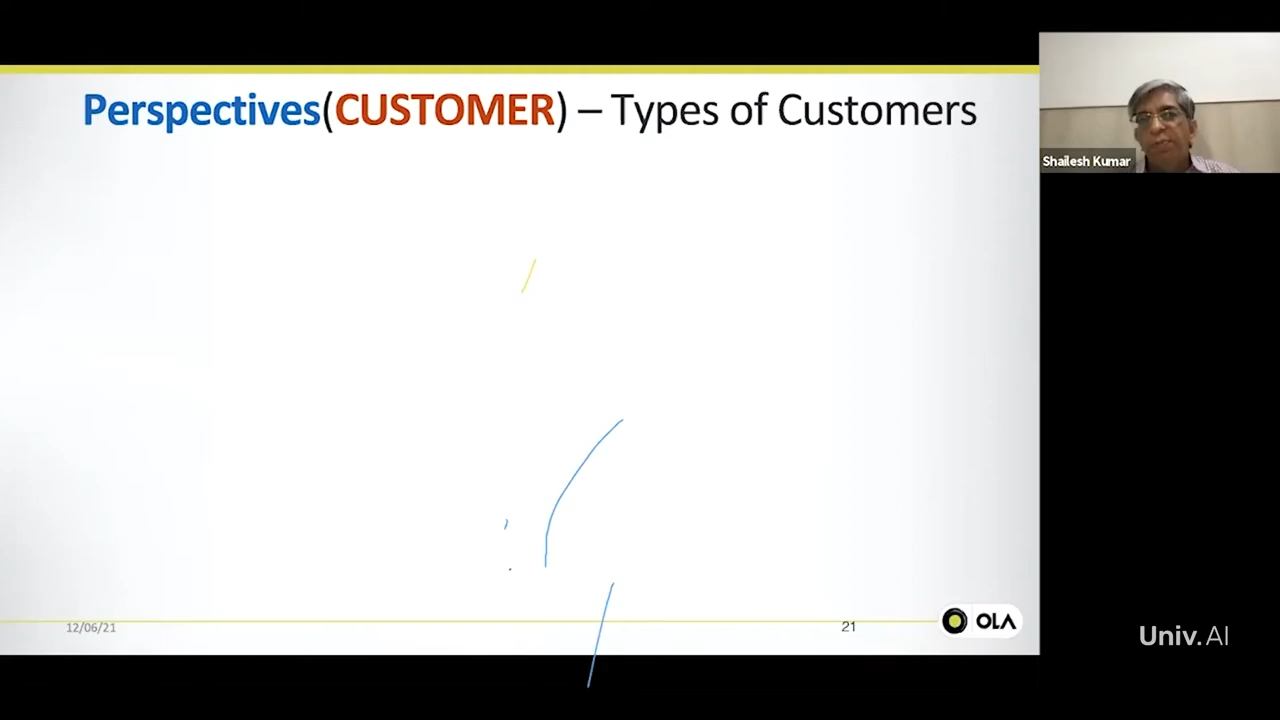 Perspectives(CUSTOMER) – Types of Customers
Shailesh Kumar
12/06/21
21
OLA
Univ.AI